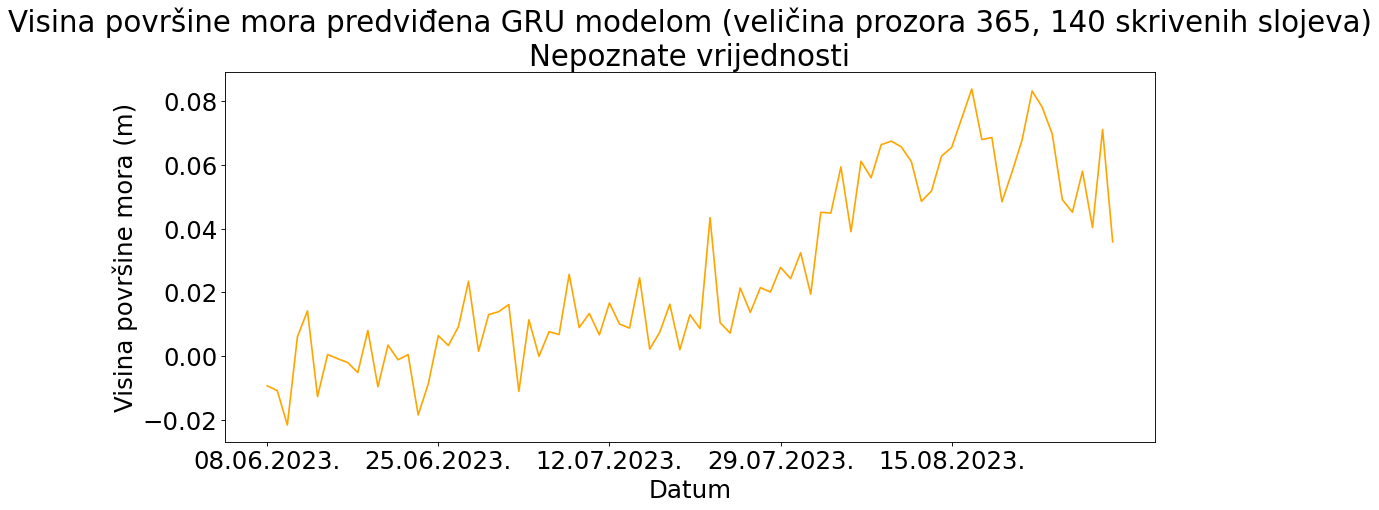 Visina površine mora predviđena GRU modelom (veličina prozora 365, 140 skrivenih slojeva)
Nepoznate vrijednosti
Visina površine mora (m)
0.08
0.06
0.04
0.02
0.00
−0.02
08.06.2023. 25.06.2023. 12.07.2023. 29.07.2023. 15.08.2023.
Datum